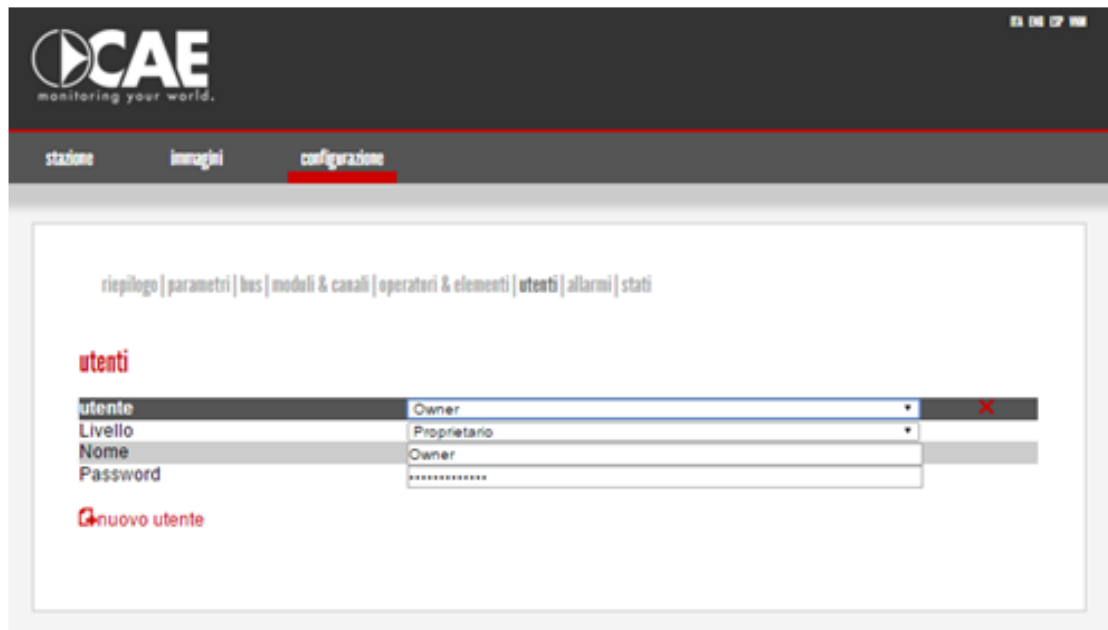 ITA ENG ESP VNM
CAE
monitoring your world.
stazione immagini configurazione
riepilogo | parametri | bus | moduli & canali | operatori & elementi | utenti | allarmi | stati
utenti
utente Owner
Livello Proprietario
Nome Owner
Password •••••••••••••
nuovo utente